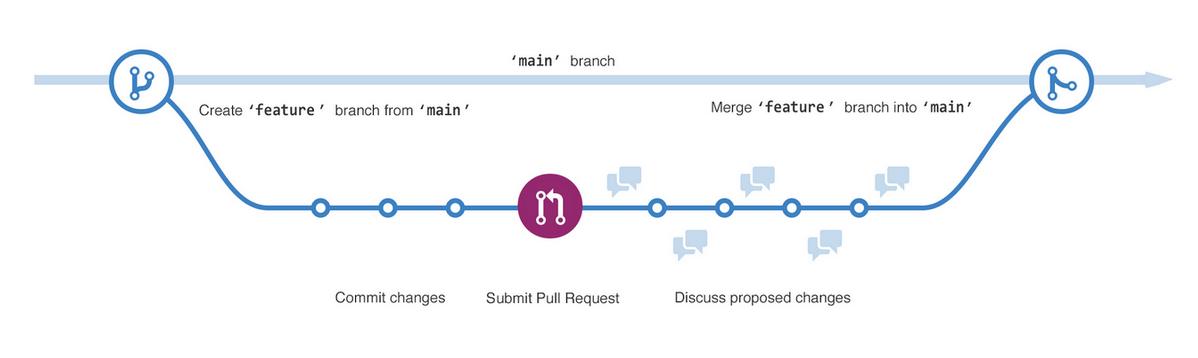 ‘main’ branch
Create ‘feature’ branch from ‘main’
Merge ‘feature’ branch into ‘main’
Commit changes
Submit Pull Request
Discuss proposed changes